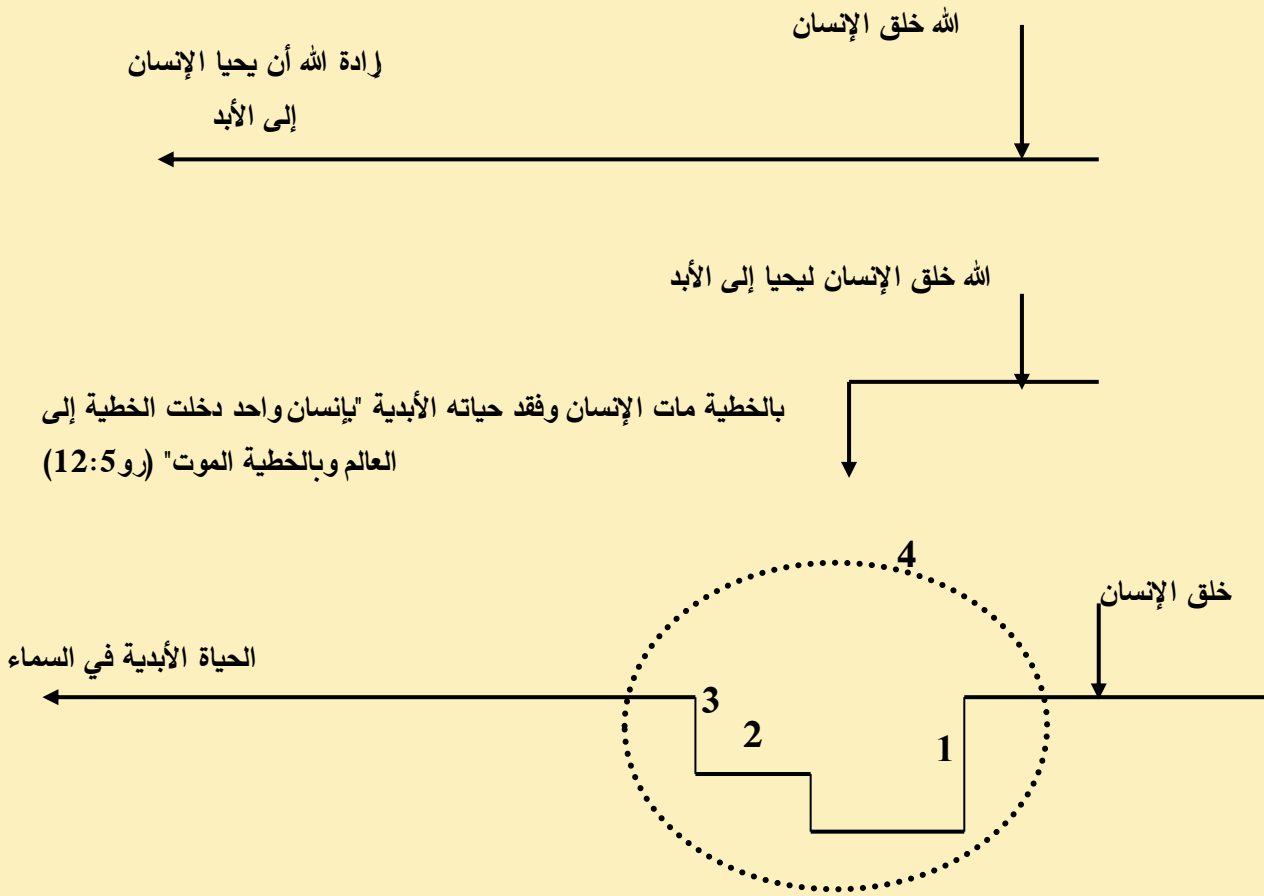 الله خلق الإنسان
إرادة الله أن يحيا الإنسان
إلى الأبد
الله خلق الإنسان ليحيا إلى الأبد
بالخطية مات الإنسان وفقد حياته الأبدية "بإنسان واحد دخلت الخطية إلى
العالم وبالخطية الموت" (رو12:5)
4
خلق الإنسان
الحياة الأبدية في السماء
3
2
1